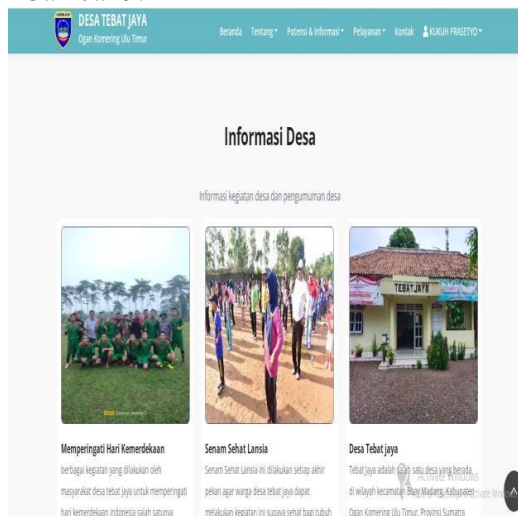 DESA TEBAT JAYA
Ogan Komering Ulu Timur
Beranda Tentang Potensi & Informasi Pelayanan Kontak KUKUH PRASETYO
Informasi Desa
Informasi kegiatan desa dan pengumuman desa
TEBATJAYA
Memperingati Hari Kemerdekaan
berbagai kegiatan yang dilakukan oleh
masyarakat desa tebat jaya untuk memperingati
hari kemerdekaan indonesia salah satunya
Senam Sehat Lansia
Senam Sehat Lansia ini dilakukan setiap akhir
pekan agar warga desa tebat jaya dapat
melakukan kegiatan ini supaya sehat bagi tubuh
Desa Tebat jaya
Tebat jaya adalah salah satu desa yang berada
di wilayah kecamatan Buay Madang, Kabupaten
Ogan Komering Ulu Timur, Provinsi Sumatra
Activate Windows